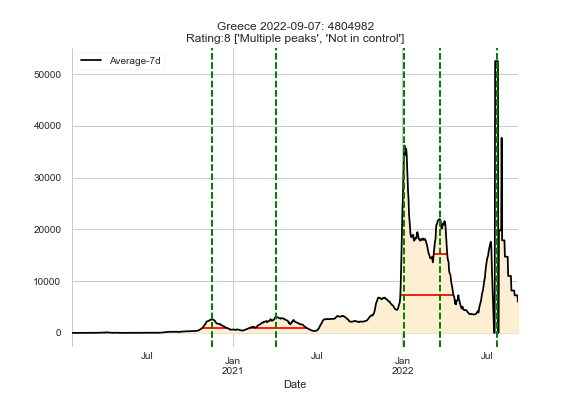 Greece 2022-09-07: 4804982
Rating:8 ['Multiple peaks', 'Not in control']
Average-7d
50000
40000
30000
20000
10000
0
Jul
Jan
2021
Jul
Jan
2022
Jul
Date